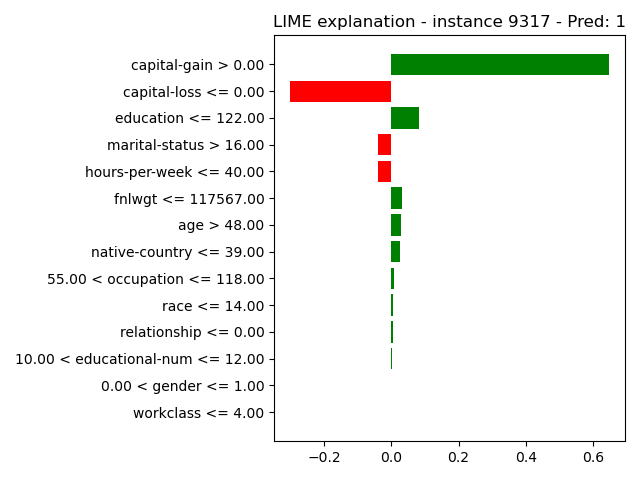 LIME explanation - instance 9317 - Pred: 1
capital-gain > 0.00
capital-loss <= 0.00
education <= 122.00
marital-status > 16.00
hours-per-week <= 40.00
fnlwgt <= 117567.00
age > 48.00
native-country <= 39.00
55.00 < occupation <= 118.00
race <= 14.00
relationship <= 0.00
10.00 < educational-num <= 12.00
0.00 < gender <= 1.00
workclass <= 4.00
−0.2 0.0 0.2 0.4 0.6